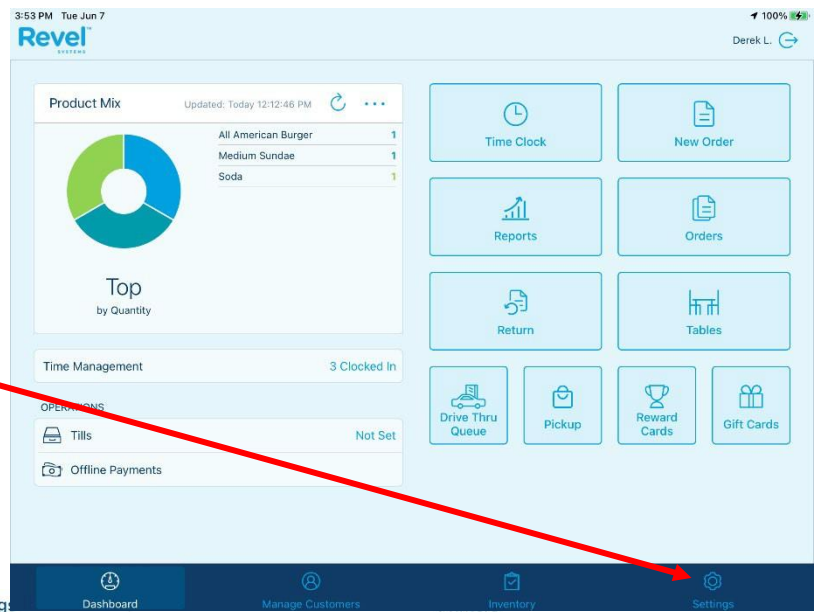 3:53 PM Tue Jun 7
100%
Revel
SYSTEMS
Derek L.
Product Mix
Updated: Today 12:12:46 PM
All American Burger 1
Medium Sundae 1
Soda 1
Top
by Quantity
Time Management
3 Clocked In
OPERATIONS
Tills
Not Set
Offline Payments
Time Clock
New Order
Reports
Orders
Return
Tables
Drive Thru
Queue
Pickup
Reward
Cards
Gift Cards
Dashboard
Manage Customers
Inventory
Settings